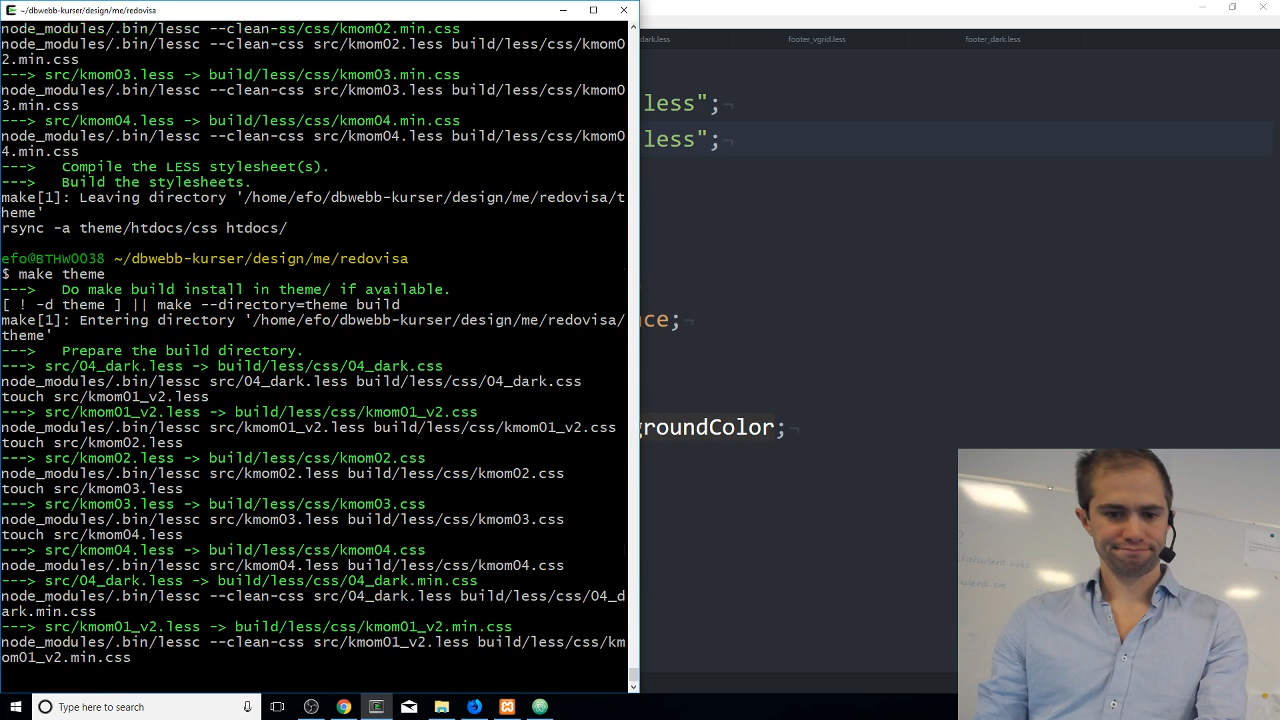 ~/dbwebb-kurser/design/me/redovisa
node_modules/.bin/lessc --clean-ss/css/kmom02.min.css
node_modules/.bin/lessc --clean-css src/kmom02.less build/less/css/kmom0
2.min.css
---> src/kmom03.less -> build/less/css/kmom03.min.css
node_modules/.bin/lessc --clean-css src/kmom03.less build/less/css/kmom0
3.min.css
---> src/kmom04.less -> build/less/css/kmom04.min.css
node_modules/.bin/lessc --clean-css src/kmom04.less build/less/css/kmom0
4.min.css
---> Compile the LESS stylesheet(s).
---> Build the stylesheets.
make[1]: Leaving directory '/home/efo/dbwebb-kurser/design/me/redovisa/t
heme'
rsync -a theme/htdocs/css htdocs/
efo@BTHW0038 ~/dbwebb-kurser/design/me/redovisa
$ make theme
---> Do make build install in theme/ if available.
[ ! -d theme ] || make --directory=theme build
make[1]: Entering directory '/home/efo/dbwebb-kurser/design/me/redovisa/
theme'
---> Prepare the build directory.
---> src/04_dark.less -> build/less/css/04_dark.css
node_modules/.bin/lessc src/04_dark.less build/less/css/04_dark.css
touch src/kmom01_v2.less
---> src/kmom01_v2.less -> build/less/css/kmom01_v2.css
node_modules/.bin/lessc src/kmom01_v2.less build/less/css/kmom01_v2.css
touch src/kmom02.less
---> src/kmom02.less -> build/less/css/kmom02.css
node_modules/.bin/lessc src/kmom02.less build/less/css/kmom02.css
touch src/kmom03.less
---> src/kmom03.less -> build/less/css/kmom03.css
node_modules/.bin/lessc src/kmom03.less build/less/css/kmom03.css
touch src/kmom04.less
---> src/kmom04.less -> build/less/css/kmom04.css
node_modules/.bin/lessc src/kmom04.less build/less/css/kmom04.css
---> src/04_dark.less -> build/less/css/04_dark.min.css
node_modules/.bin/lessc --clean-css src/04_dark.less build/less/css/04_d
ark.min.css
---> src/kmom01_v2.less -> build/less/css/kmom01_v2.min.css
node_modules/.bin/lessc --clean-css src/kmom01_v2.less build/less/css/km
om01_v2.min.css
dark.less footer_vgrid.less footer_dark.less
less";¬
less";¬
ce;¬
groundColor;¬
Type here to search